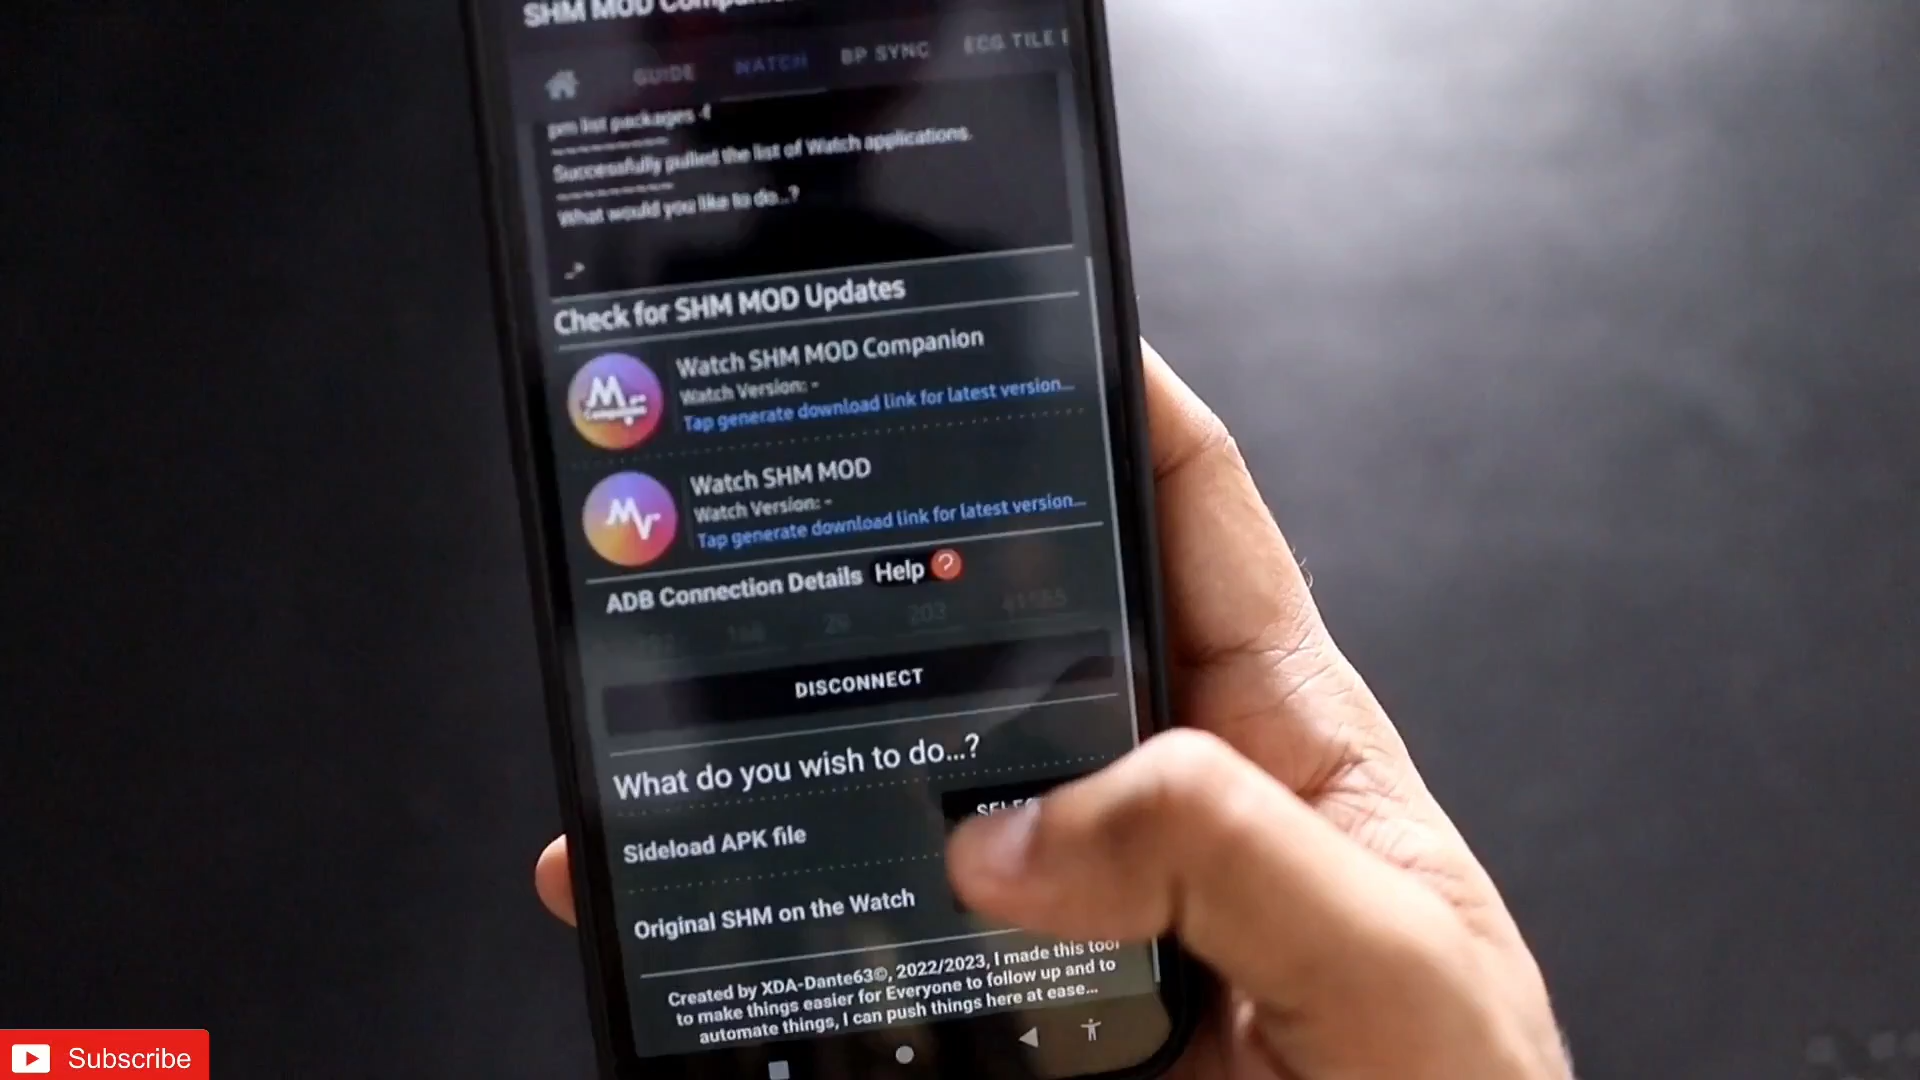 SHM MOD
GUIDE WATCH BP SYNC ECG TILE
pm list packages -f
Successfully pulled the list of Watch applications.
What would you like to do...?
_>
Check for SHM MOD Updates
Watch SHM MOD Companion
Watch Version: -
Tap generate download link for latest version...
Companion
Watch SHM MOD
Watch Version: -
Tap generate download link for latest version...
ADB Connection Details Help ?
203
DISCONNECT
What do you wish to do...?
Sideload APK file
Original SHM on the Watch
Created by XDA-Dante63©, 2022/2023, I made this tool
to make things easier for Everyone to follow up and to
automate things, I can push things here at ease...
Subscribe